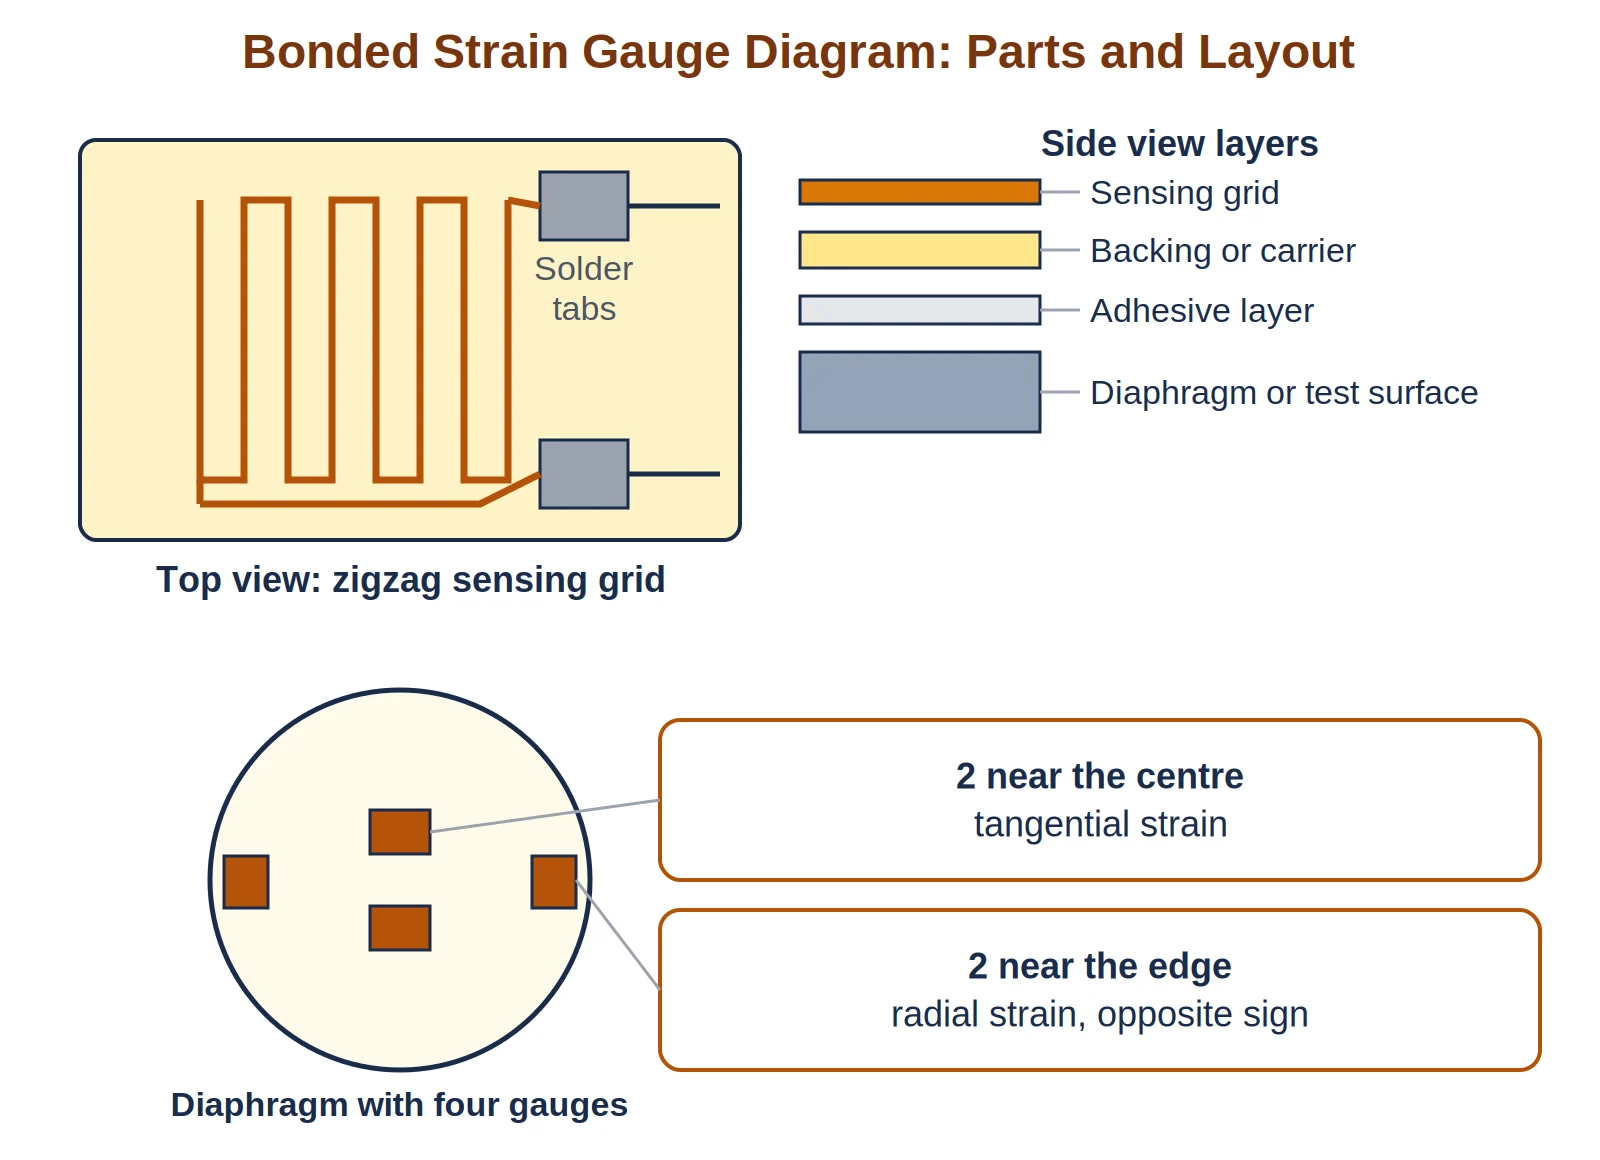 Bonded Strain Gauge Diagram: Parts and Layout
Solder
tabs
Top view: zigzag sensing grid
Side view layers
Sensing grid
Backing or carrier
Adhesive layer
Diaphragm or test surface
2 near the centre
tangential strain
2 near the edge
radial strain, opposite sign
Diaphragm with four gauges